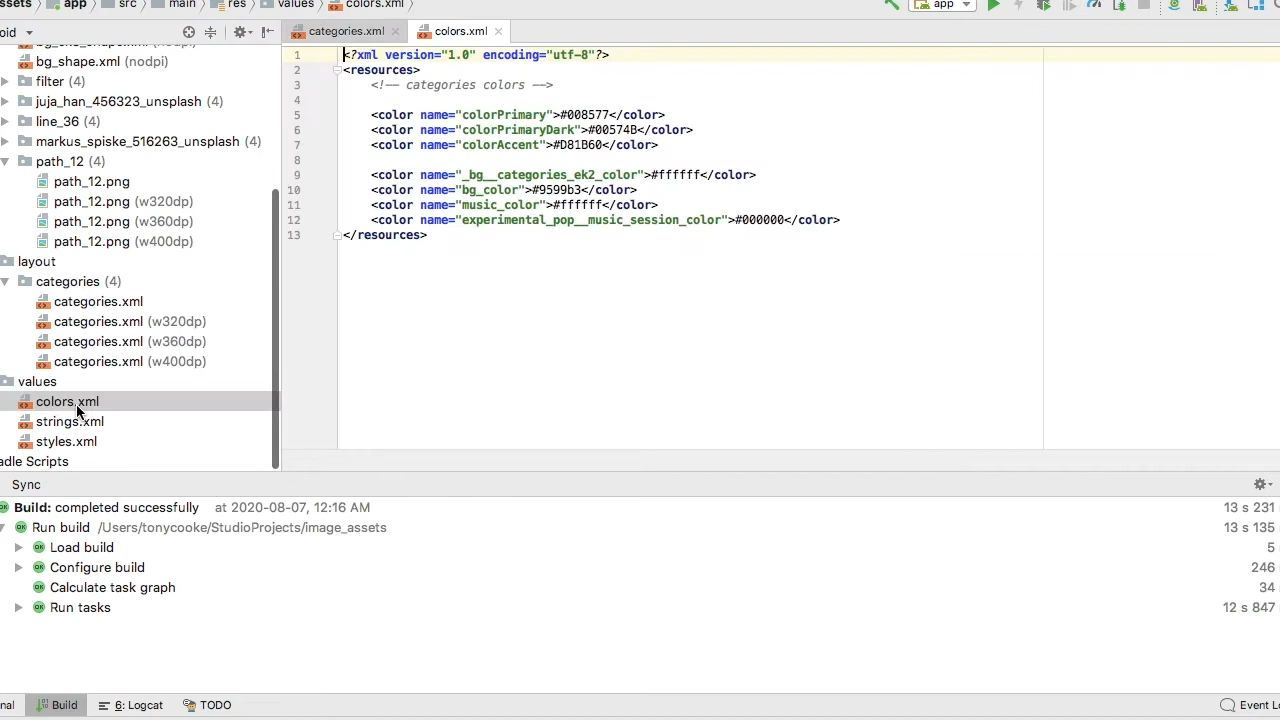 ssets app src main res values colors.xml
app
oid
categories.xml colors.xml
bg_shape.xml (nodpi)
filter (4)
juja_han_456323_unsplash (4)
line_36 (4)
markus_spiske_516263_unsplash (4)
path_12 (4)
path_12.png
path_12.png (w320dp)
path_12.png (w360dp)
path_12.png (w400dp)
layout
categories (4)
categories.xml
categories.xml (w320dp)
categories.xml (w360dp)
categories.xml (w400dp)
values
colors.xml
strings.xml
styles.xml
adle Scripts
1 <?xml version="1.0" encoding="utf-8"?>
2 <resources>
3 <!-- categories colors -->
4
5 <color name="colorPrimary">#008577</color>
6 <color name="colorPrimaryDark">#00574B</color>
7 <color name="colorAccent">#D81B60</color>
8
9 <color name="_bg__categories_ek2_color">#ffffff</color>
10 <color name="bg_color">#9599b3</color>
11 <color name="music_color">#ffffff</color>
12 <color name="experimental_pop__music_session_color">#000000</color>
13 </resources>
Sync
Build: completed successfully at 2020-08-07, 12:16 AM 13 s 231
Run build /Users/tonycooke/StudioProjects/image_assets 13 s 135
Load build 5
Configure build 246
Calculate task graph 34
Run tasks 12 s 847
nal Build 6: Logcat TODO Event L